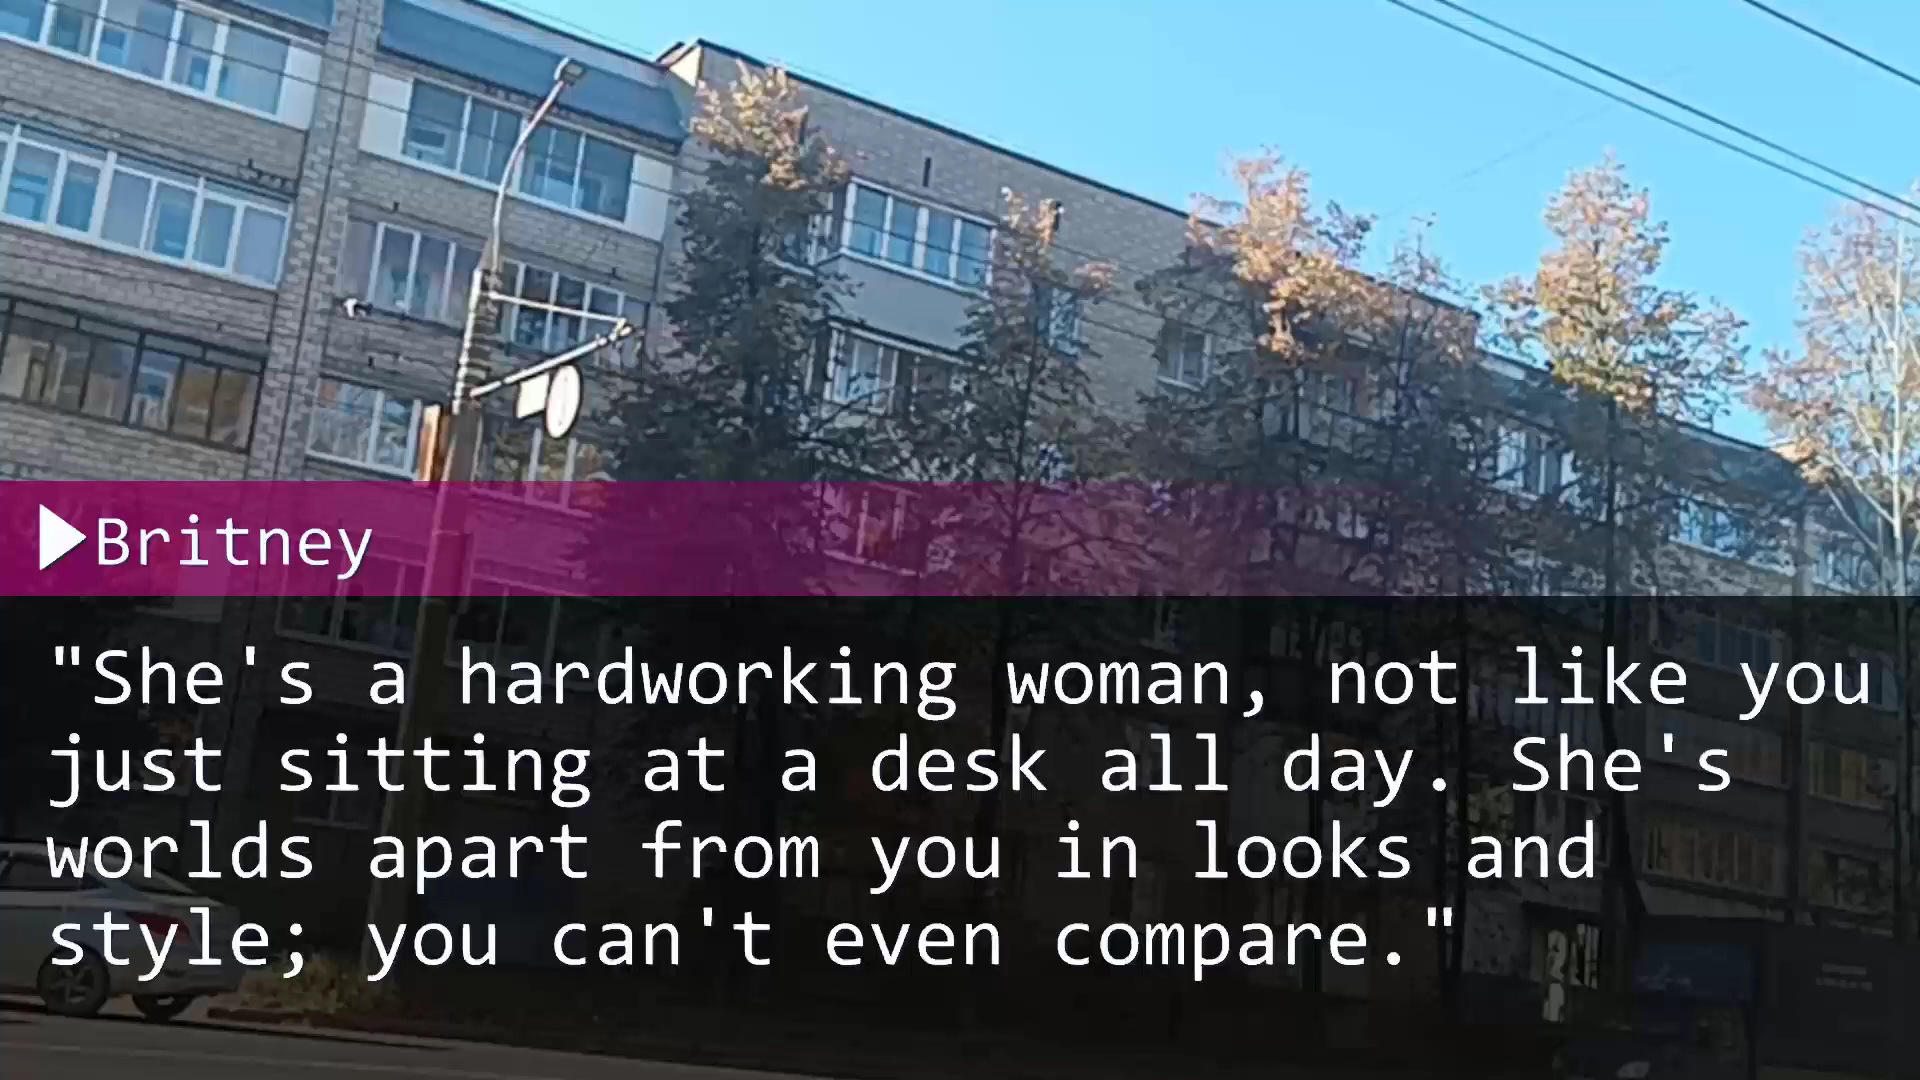 Britney
"She's a hardworking woman, not like you
just sitting at a desk all day. She's
worlds apart from you in looks and
style; you can't even compare."